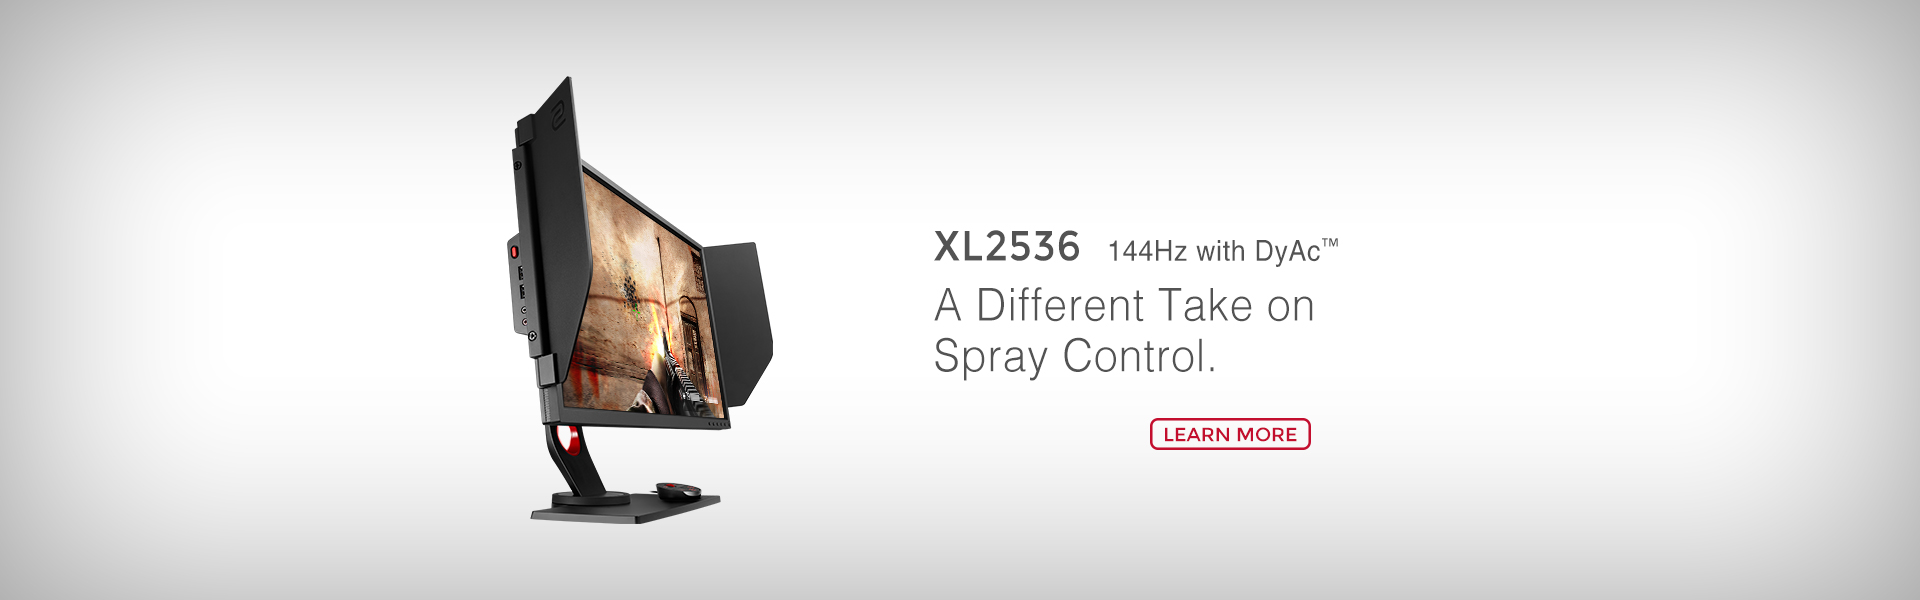 XL2536 144Hz with DyAc™
A Different Take on
Spray Control.
LEARN MORE